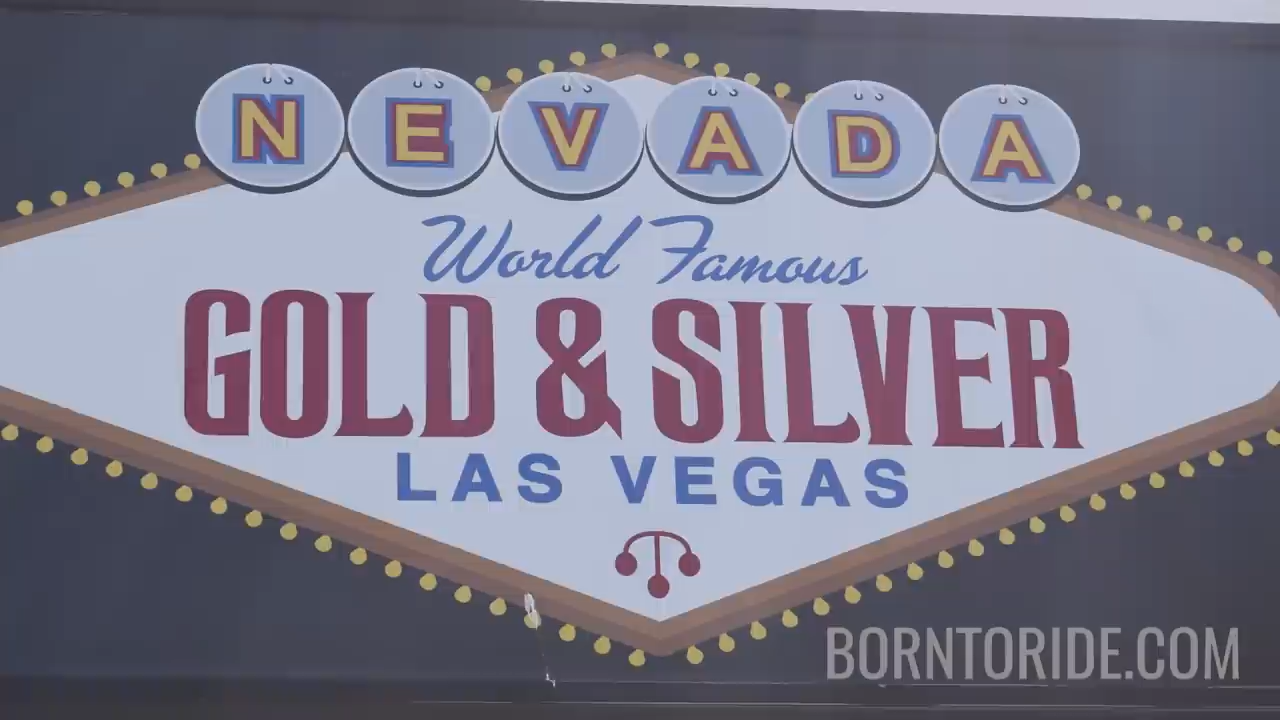 NEVADA
World Famous
GOLD & SILVER
LAS VEGAS
BORNTORIDE.COM